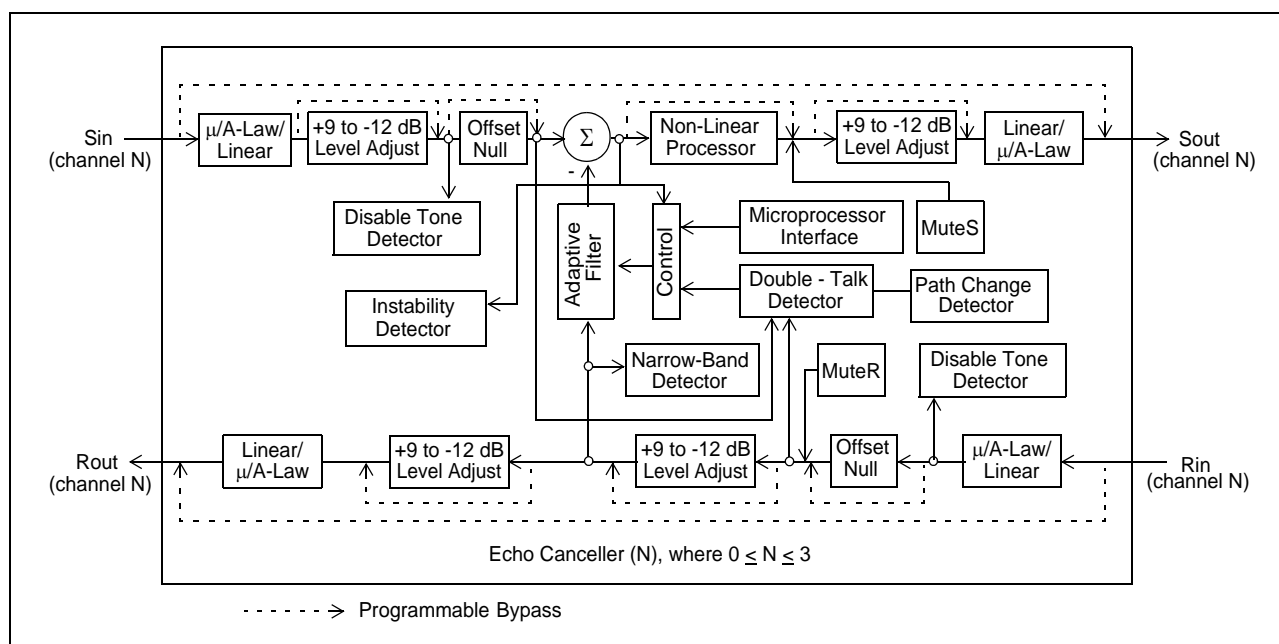 Sin
(channel N)
μ/A-Law/
Linear
+9 to -12 dB
Level Adjust
Offset
Null
Σ
-
Non-Linear
Processor
+9 to -12 dB
Level Adjust
Linear/
μ/A-Law
Sout
(channel N)
Disable Tone
Detector
Adaptive
Filter
Control
Microprocessor
Interface
MuteS
Instability
Detector
Double - Talk
Detector
Path Change
Detector
Narrow-Band
Detector
MuteR
Disable Tone
Detector
Rout
(channel N)
Linear/
μ/A-Law
+9 to -12 dB
Level Adjust
+9 to -12 dB
Level Adjust
Offset
Null
μ/A-Law/
Linear
Rin
(channel N)
Echo Canceller (N), where 0 ≤ N ≤ 3
Programmable Bypass